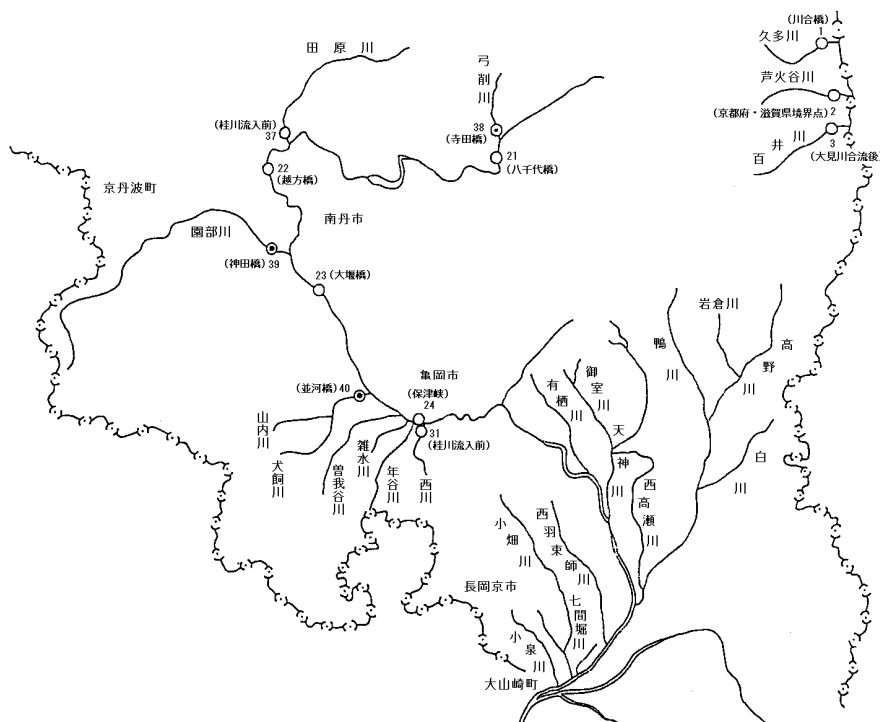 (川合橋)
1
久多川
芦火谷川
2
(京都府・滋賀県境界点)
3
百井川
(大見川合流後)
田原川
弓削川
(桂川流入前)
37
38
(寺田橋)
21
(八千代橋)
22
(越方橋)
京丹波町
南丹市
園部川
(神田橋) 39
23 (大堰橋)
岩倉川
鴨川
高野川
白川
亀岡市
(保津峡)
24
(並河橋) 40
31
(桂川流入前)
山内川
犬飼川
曽我谷川
雑水川
年谷川
西川
有栖川
御室川
天神川
西高瀬川
小畑川
西羽束師川
七間堀川
長岡京市
小泉川
大山崎町